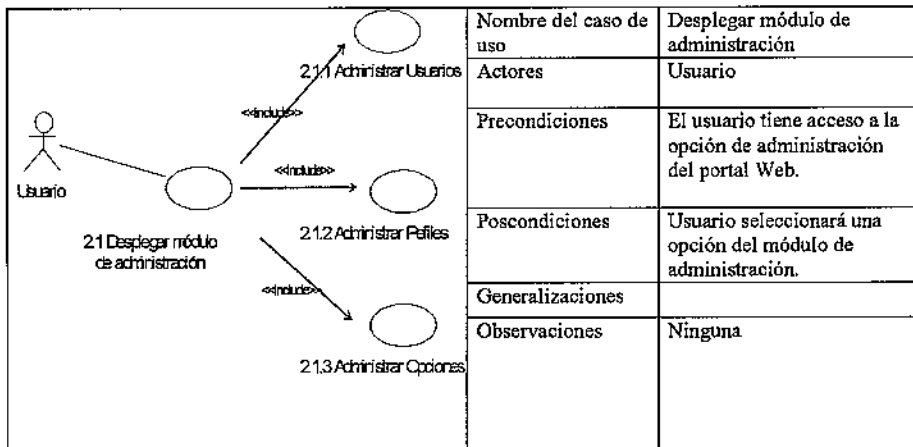 2.1.1 Administrar Usuarios
<<include>>
Usuario
<<include>>
2.1 Desplegar módulo
de administración
2.1.2 Administrar Perfiles
<<include>>
2.1.3 Administrar Opciones
Nombre del caso de
uso
Desplegar módulo de
administración
Actores
Usuario
Precondiciones
El usuario tiene acceso a la
opción de administración
del portal Web.
Poscondiciones
Usuario seleccionará una
opción del módulo de
administración.
Generalizaciones
Observaciones
Ninguna